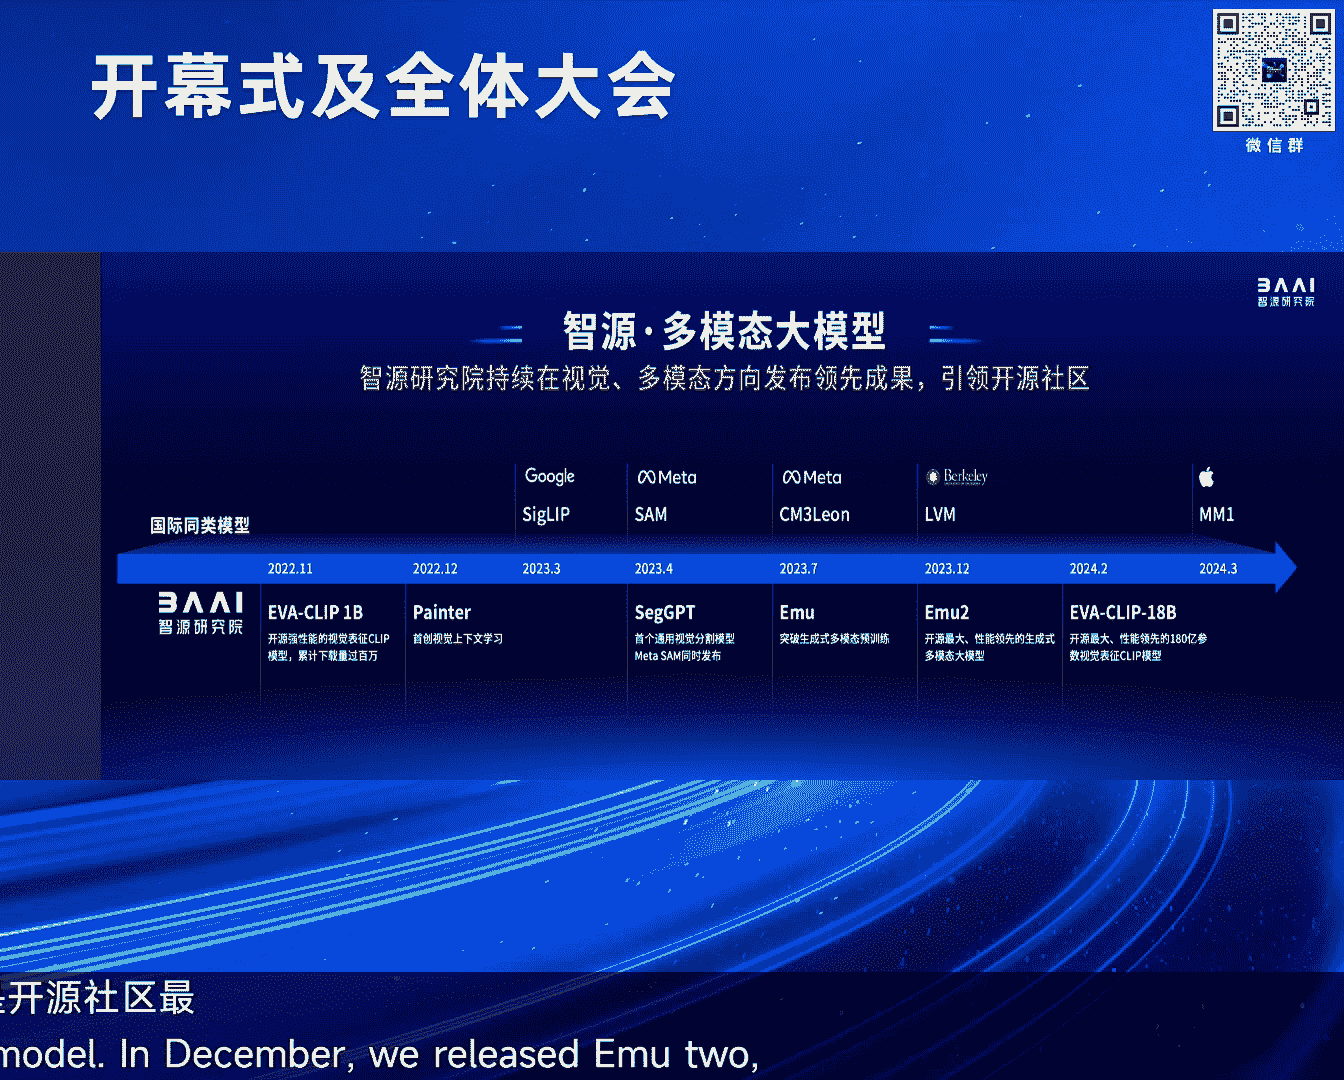 开幕式及全体大会
微信群
BAAI
智源研究院
智源·多模态大模型
智源研究院持续在视觉、多模态方向发布领先成果，引领开源社区
国际同类模型
Google
SigLIP
Meta
SAM
Meta
CM3Leon
Berkeley
LVM
MM1
2022.11
2022.12
2023.3
2023.4
2023.7
2023.12
2024.2
2024.3
BAAI
智源研究院
EVA-CLIP 1B
开源强性能的视觉表征CLIP
模型，累计下载量过百万
Painter
首创视觉上下文学习
SegGPT
首个通用视觉分割模型
Meta SAM同时发布
Emu
突破生成式多模态预训练
Emu2
开源最大、性能领先的生成式
多模态大模型
EVA-CLIP-18B
开源最大、性能领先的180亿参
数视觉表征CLIP模型
开源社区最
model. In December, we released Emu two,